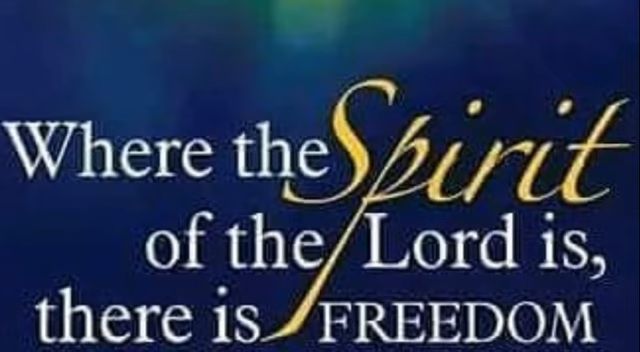 Where the Spirit
of the Lord is,
there is FREEDOM